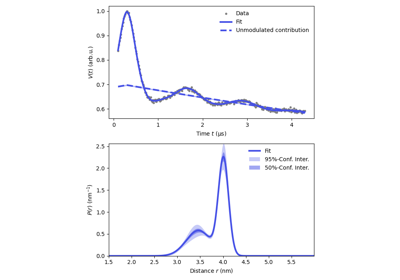 1.0
0.9
0.8
0.7
0.6
V(t) (arb.u.)
Data
Fit
Unmodulated contribution
0 1 2 3 4
Time t (μs)
2.5
2.0
1.5
1.0
0.5
0.0
P(r) (nm⁻¹)
Fit
95%-Conf. Inter.
50%-Conf. Inter.
1.5 2.0 2.5 3.0 3.5 4.0 4.5 5.0 5.5
Distance r (nm)